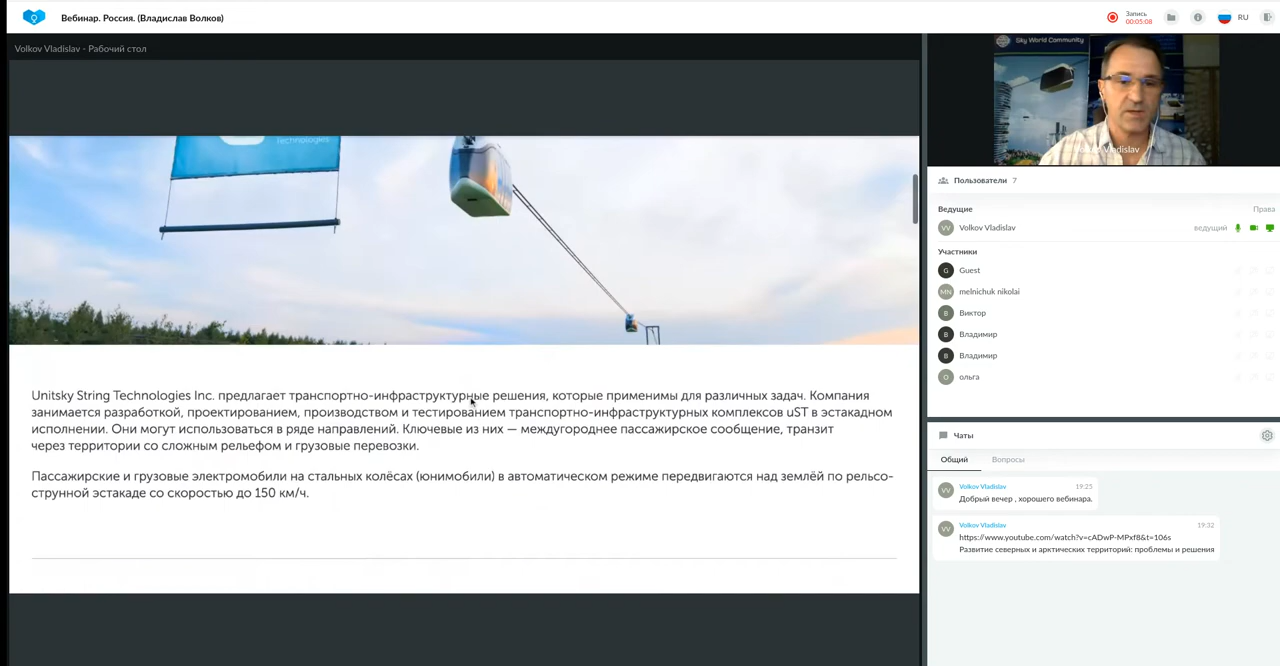 Вебинар. Россия. (Владислав Волков)
Запись
00:05:08
RU
Volkov Vladislav - Рабочий стол
Technologies
Sky World Community
Vladislav
Unitsky String Technologies Inc. предлагает транспортно-инфраструктурные решения, которые применимы для различных задач. Компания
занимается разработкой, проектированием, производством и тестированием транспортно-инфраструктурных комплексов uST в эстакадном
исполнении. Они могут использоваться в ряде направлений. Ключевые из них — междугороднее пассажирское сообщение, транзит
через территории со сложным рельефом и грузовые перевозки.
Пассажирские и грузовые электромобили на стальных колёсах (юнимобили) в автоматическом режиме передвигаются над землёй по рельсо-
струнной эстакаде со скоростью до 150 км/ч.
Пользователи 7
Ведущие Права
VV Volkov Vladislav ведущий
Участники
G Guest
MN melnichuk nikolai
В Виктор
В Владимир
В Владимир
О ольга
Чаты
Общий Вопросы
VV Volkov Vladislav 19:25
Добрый вечер , хорошего вебинара.
VV Volkov Vladislav 19:32
https://www.youtube.com/watch?v=cADwP-MPxf8&t=106s
Развитие северных и арктических территорий: проблемы и решения